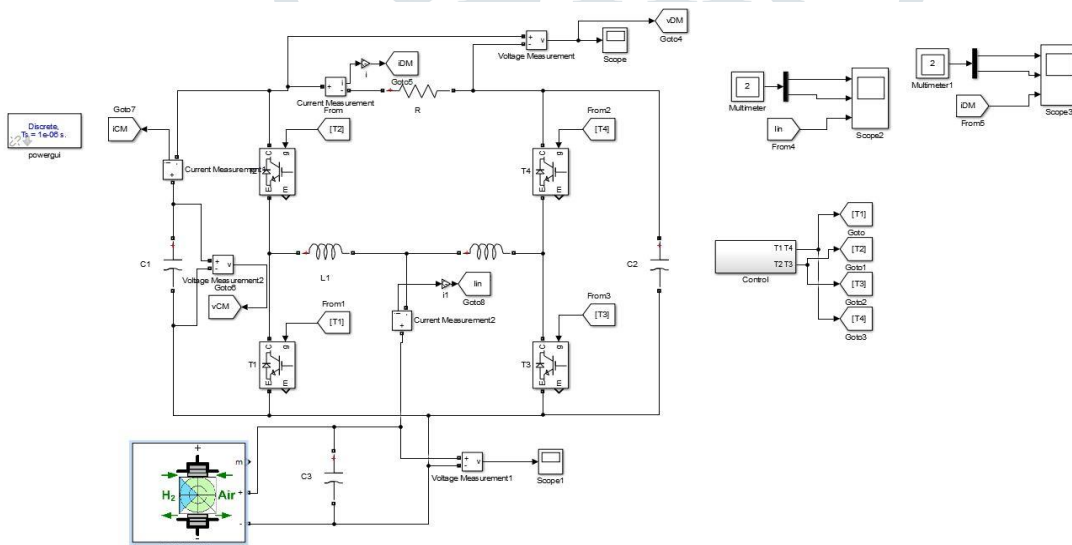 vDM
Goto4
Voltage Measurement
Scope
iDM
Goto5
i
Current Measurement
R
Goto7
iCM
Discrete,
Ts = 1e-06 s.
powergui
Current Measurement1
From
[T2]
From2
[T4]
T4
C1
Voltage Measurement2
Goto6
vCM
L1
i1
Iin
Goto8
Current Measurement2
C2
From1
[T1]
T1
From3
[T3]
T3
C
E
g
m
H2
Air
m
+
-
C3
Voltage Measurement1
Scope1
2
Multimeter
Iin
From4
Scope2
2
Multimeter1
iDM
From5
Scope3
T1 T4
T2 T3
Control
[T1]
Goto
[T2]
Goto1
[T3]
Goto2
[T4]
Goto3